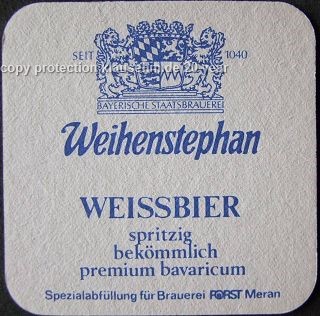 SEIT 1040
BAYERISCHE STAATSBRAUEREI
Weihenstephan
WEISSBIER
spritzig
bekömmlich
premium bavaricum
Spezialabfüllung für Brauerei FORST Meran
copy protection